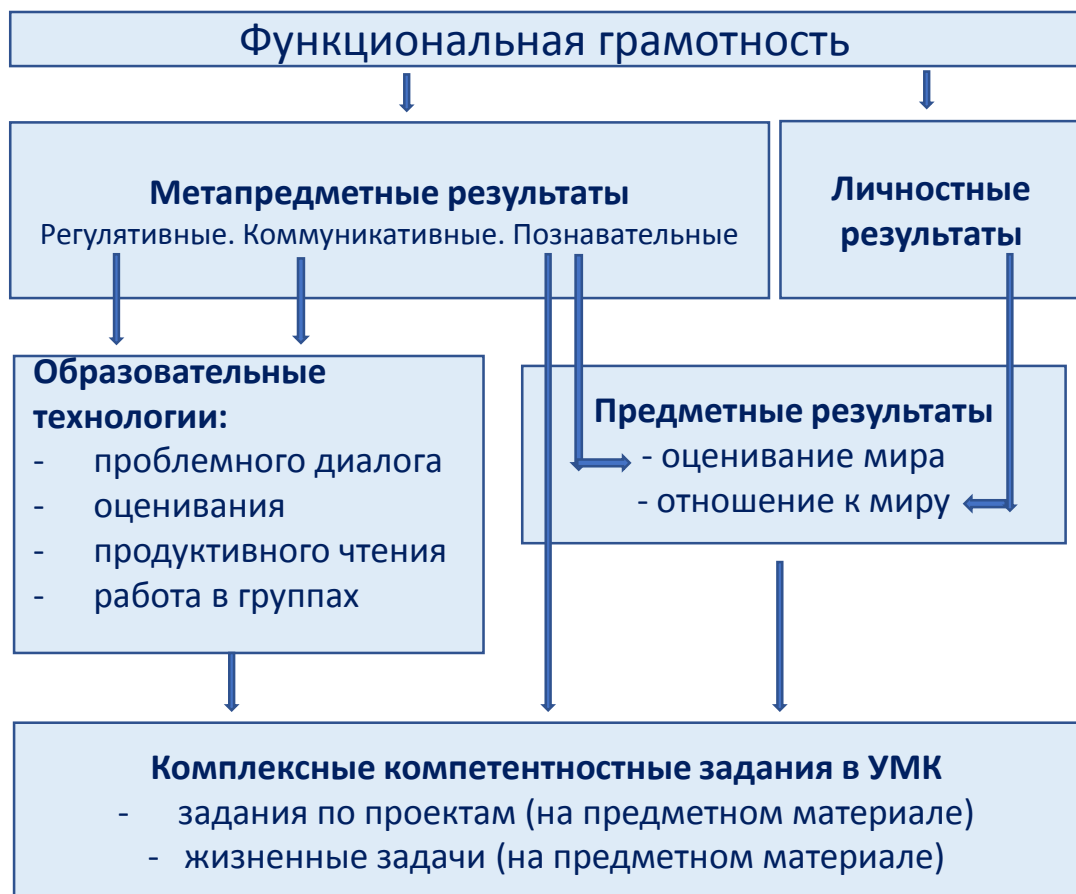 Функциональная грамотность
Метапредметные результаты
Регулятивные. Коммуникативные. Познавательные
Личностные
результаты
Образовательные
технологии:
- проблемного диалога
- оценивания
- продуктивного чтения
- работа в группах
Предметные результаты
- оценивание мира
- отношение к миру
Комплексные компетентностные задания в УМК
- задания по проектам (на предметном материале)
- жизненные задачи (на предметном материале)